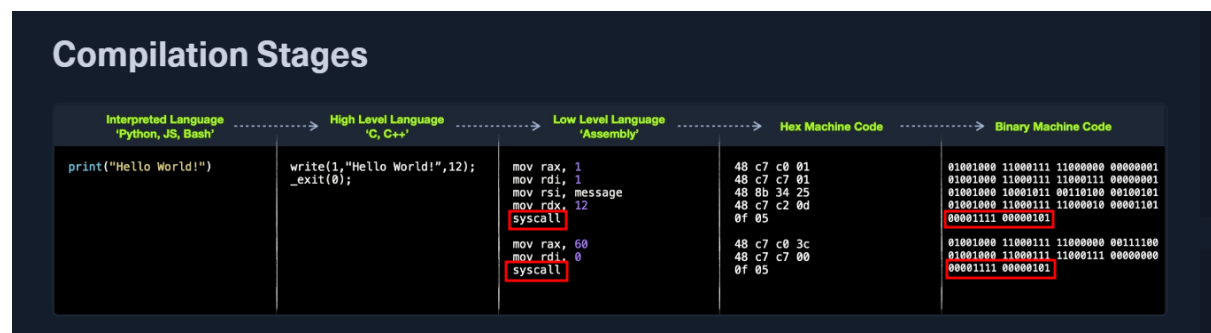 Compilation Stages
Interpreted Language
'Python, JS, Bash'
High Level Language
'C, C++'
Low Level Language
'Assembly'
Hex Machine Code
Binary Machine Code
print("Hello World!")
write(1,"Hello World!",12);
_exit(0);
mov rax, 1
mov rdi, 1
mov rsi, message
mov rdx, 12
syscall
mov rax, 60
mov rdi, 0
syscall
48 c7 c0 01
48 c7 c7 01
48 8b 34 25
48 c7 c2 0d
0f 05
48 c7 c0 3c
48 c7 c7 00
0f 05
01001000 11000111 11000000 00000001
01001000 11000111 11000111 00000001
01001000 10001011 00110100 00100101
01001000 11000111 11000010 00001101
00001111 00000101
01001000 11000111 11000000 00111100
01001000 11000111 11000111 00000000
00001111 00000101